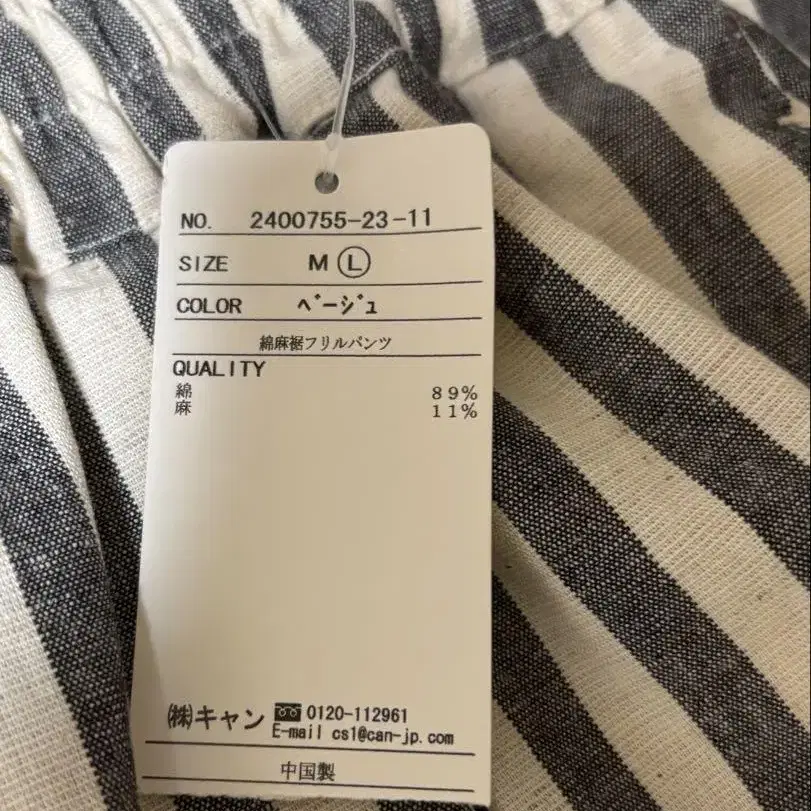 NO. 2400755-23-11
SIZE M Ⓛ
COLOR ベージュ
綿麻裾フリルパンツ
QUALITY
綿 89%
麻 11%
㈱キャン 0120-112961
E-mail cs1@can-jp.com
中国製